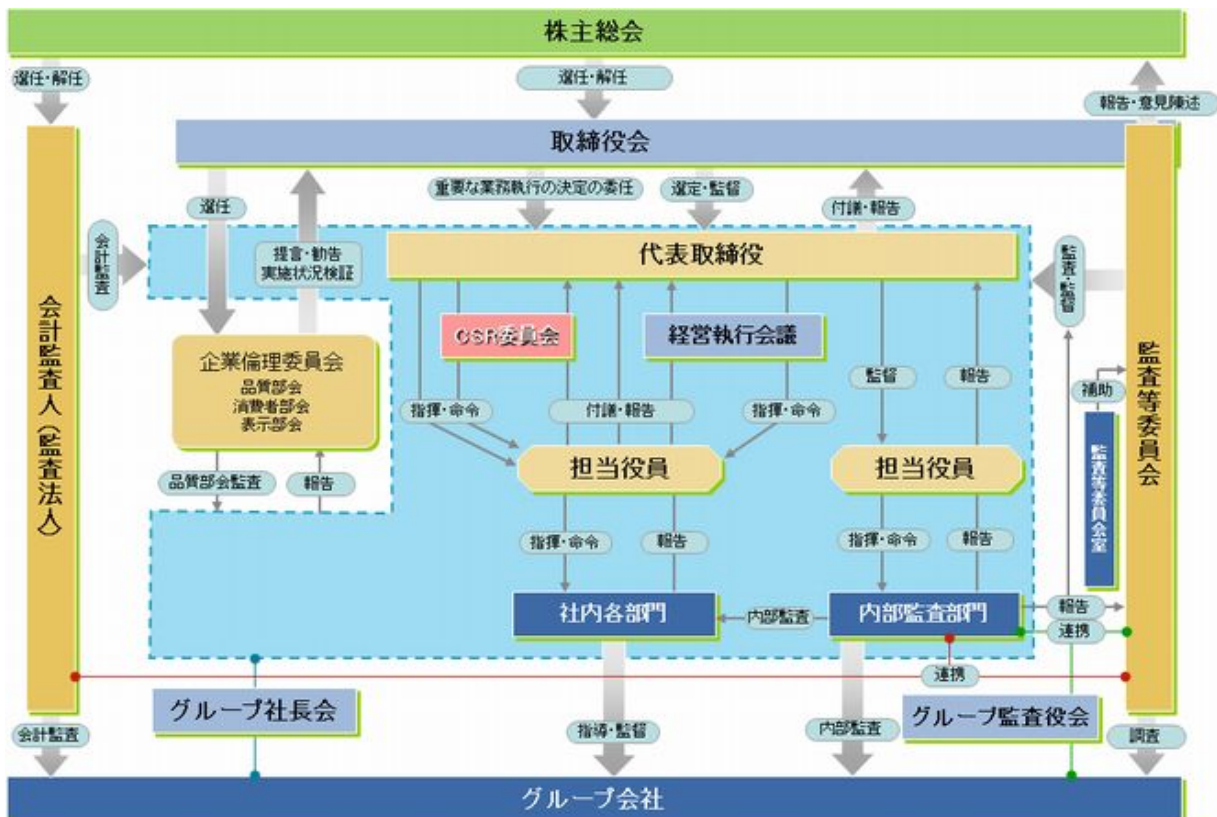 株主総会
選任・解任
選任・解任
報告・意見陳述
取締役会
選任
重要な業務執行の決定の委任
選定・監督
付議・報告
会計監査
提言・勧告
実施状況検証
代表取締役
監査・監督
会計監査人(監査法人)
CSR委員会
経営執行会議
監査等委員会
企業倫理委員会
品質部会
消費者部会
表示部会
指揮・命令
付議・報告
指揮・命令
監督
報告
補助
担当役員
担当役員
監査等委員会室
品質部会監査
報告
指揮・命令
報告
指揮・命令
報告
社内各部門
内部監査
内部監査部門
報告
連携
連携
グループ社長会
グループ監査役会
会計監査
指導・監督
内部監査
調査
グループ会社